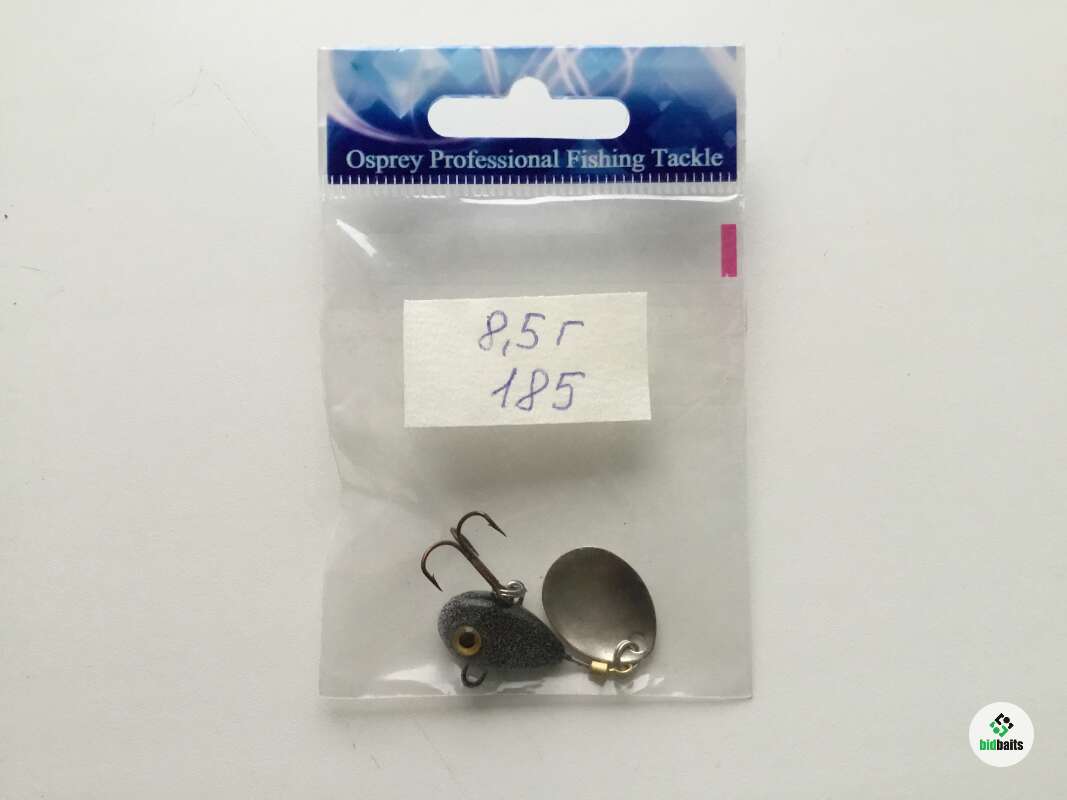 Osprey Professional Fishing Tackle
8,5 г
185
bidbaits